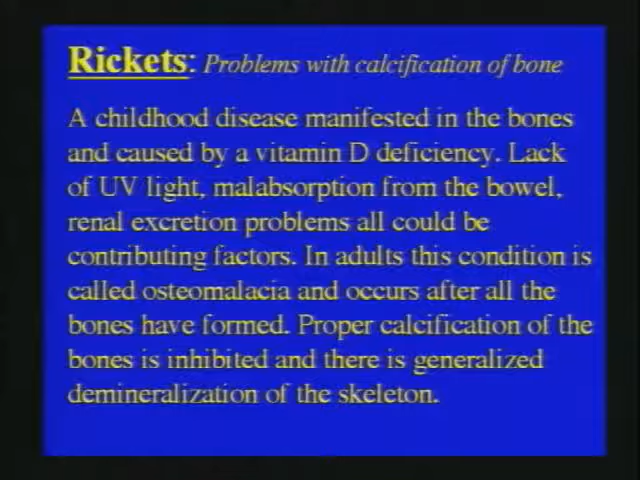 Rickets: Problems with calcification of bone
A childhood disease manifested in the bones
and caused by a vitamin D deficiency. Lack
of UV light, malabsorption from the bowel,
renal excretion problems all could be
contributing factors. In adults this condition is
called osteomalacia and occurs after all the
bones have formed. Proper calcification of the
bones is inhibited and there is generalized
demineralization of the skeleton.